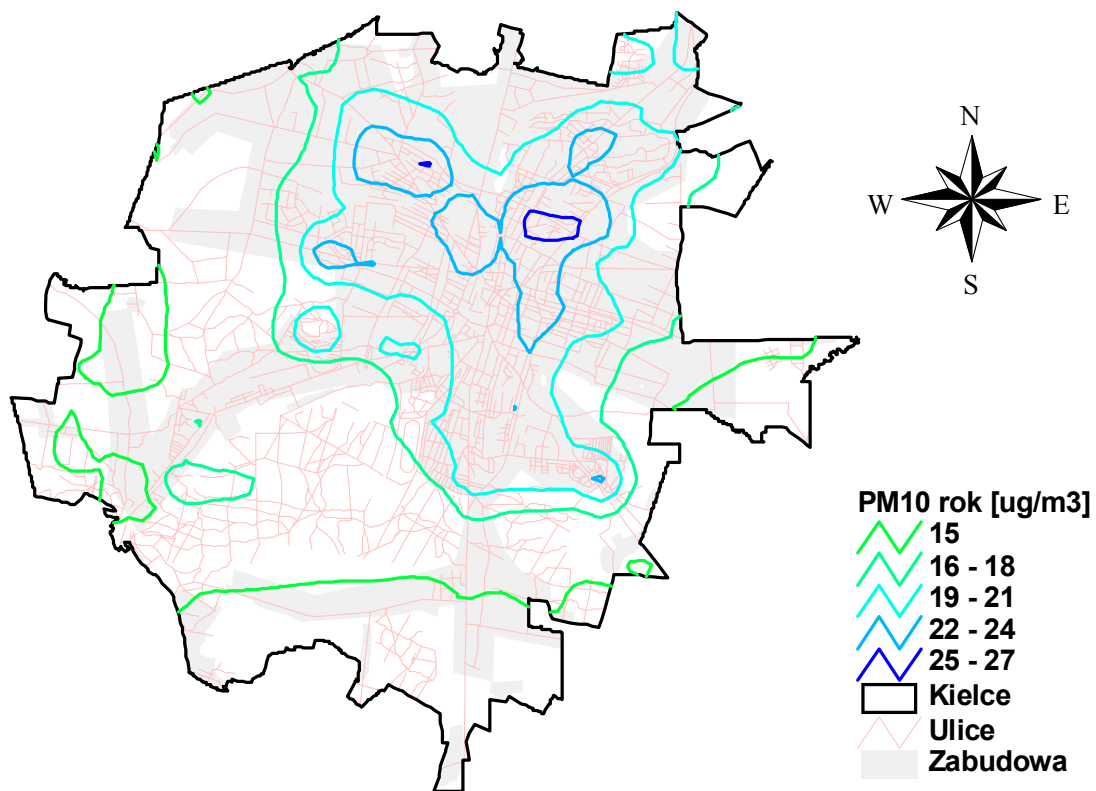 N
W E
S
PM10 rok [ug/m3]
15
16 - 18
19 - 21
22 - 24
25 - 27
Kielce
Ulice
Zabudowa